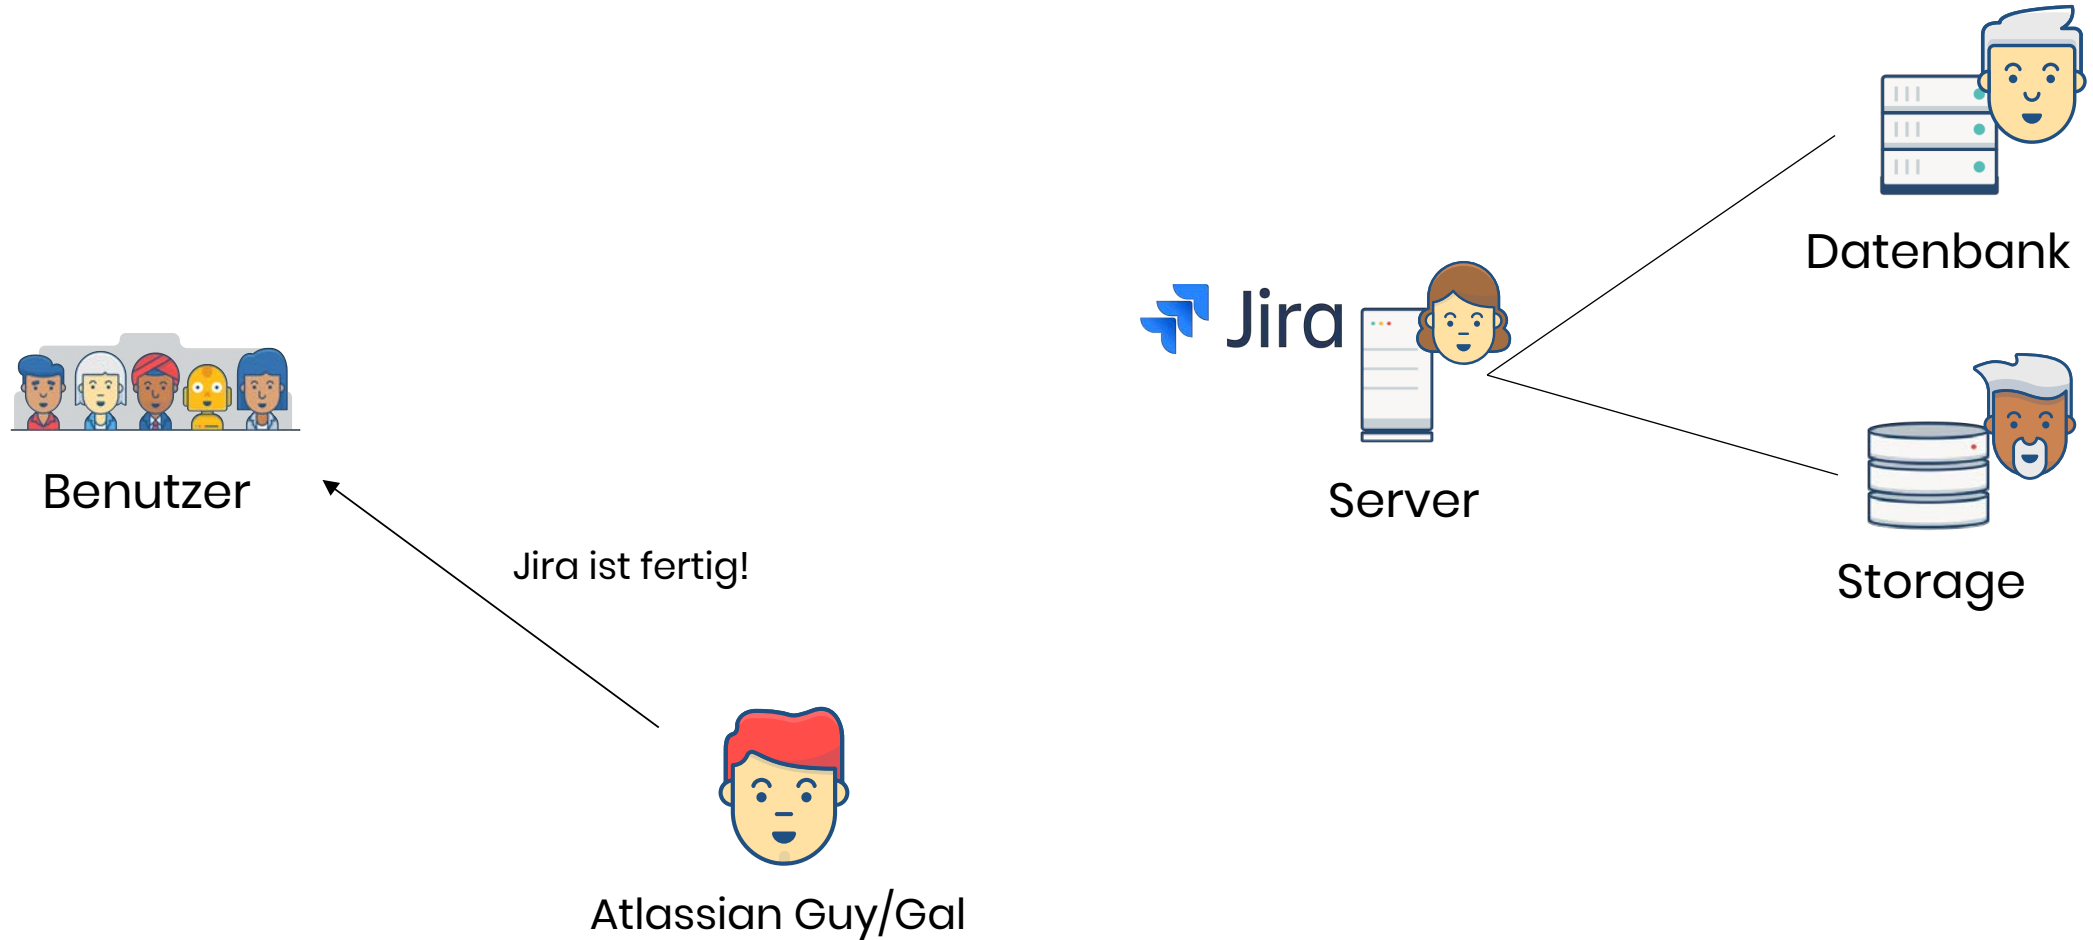 Datenbank
Jira
Benutzer
Server
Jira ist fertig!
Storage
Atlassian Guy/Gal